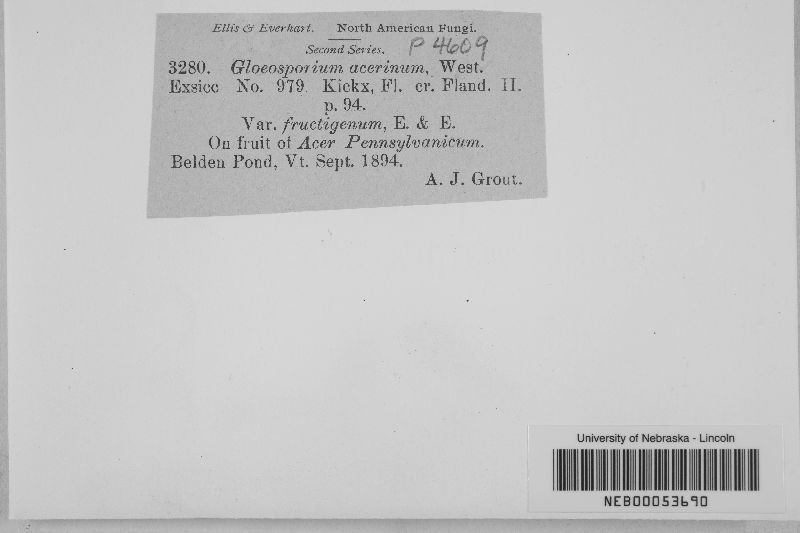 Ellis & Everhart. North American Fungi.
Second Series. P 4609
3280. Gloeosporium acerinum, West.
Exsicc No. 979. Kickx, Fl. cr. Fland. II.
p. 94.
Var. fructigenum, E. & E.
On fruit of Acer Pennsylvanicum.
Belden Pond, Vt. Sept. 1894.
A. J. Grout.
University of Nebraska - Lincoln
NEB00053690